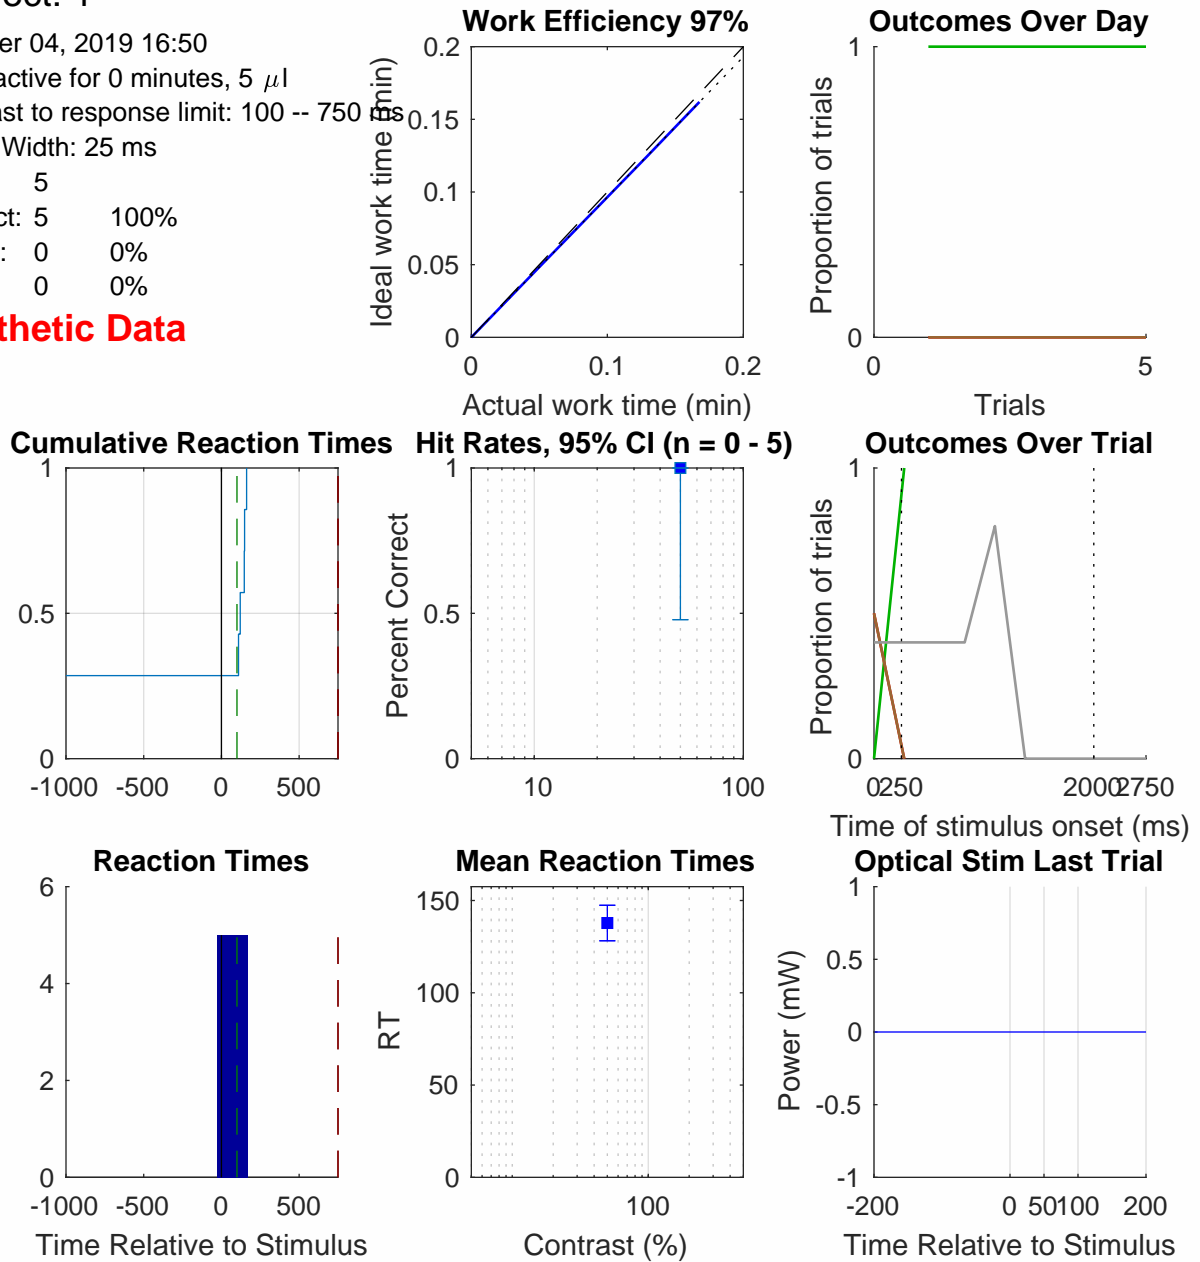 er 04, 2019 16:50
active for 0 minutes, 5 μl
ast to response limit: 100 -- 750 ms
Width: 25 ms
5
ct: 5 100%
: 0 0%
0 0%
thetic Data
Work Efficiency 97%
Ideal work time (min)
0.2
0.15
0.1
0.05
0
0 0.1 0.2
Actual work time (min)
Outcomes Over Day
Proportion of trials
1
0
0 5
Trials
Cumulative Reaction Times
1
0.5
0
-1000 -500 0 500
Hit Rates, 95% CI (n = 0 - 5)
Percent Correct
1
0.5
0
10 100
Outcomes Over Trial
Proportion of trials
1
0
0 250 2000 2750
Time of stimulus onset (ms)
Reaction Times
6
4
2
0
-1000 -500 0 500
Time Relative to Stimulus
Mean Reaction Times
RT
150
100
50
0
100
Contrast (%)
Optical Stim Last Trial
Power (mW)
1
0.5
0
-0.5
-1
-200 0 50 100 200
Time Relative to Stimulus